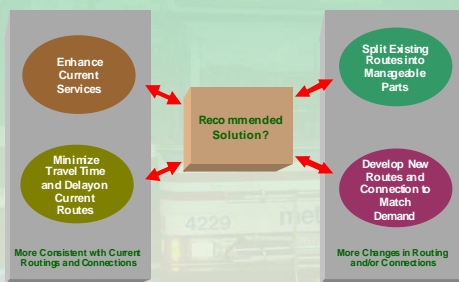 Enhance
Current
Services
Minimize
Travel Time
and Delayon
Current
Routes
More Consistent with Current
Routings and Connections
Recommended
Solution?
4229
met
Split Existing
Routes into
Manageable
Parts
Develop New
Routes and
Connection to
Match
Demand
More Changes in Routing
and/or Connections